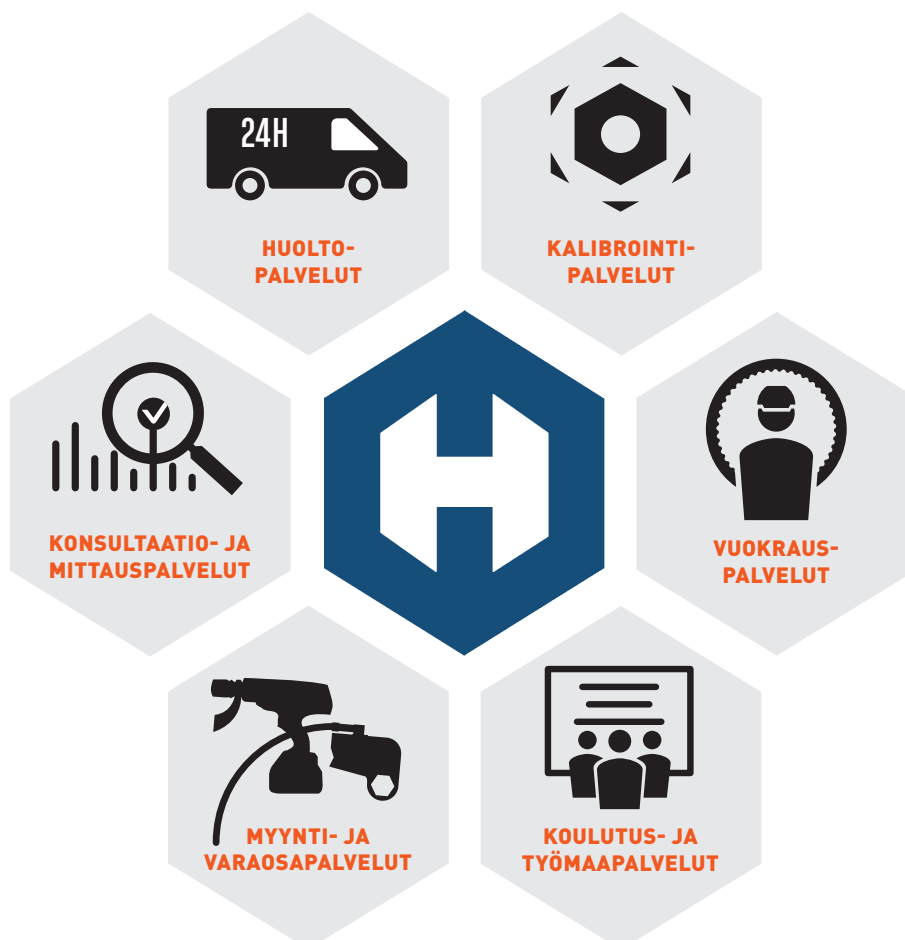 24H
HUOLTO-
PALVELUT
KALIBROINTI-
PALVELUT
KONSULTAATIO- JA
MITTAUSPALVELUT
H
VUOKRAUS-
PALVELUT
MYYNTI- JA
VARAOSAPALVELUT
KOULUTUS- JA
TYÖMAAPALVELUT